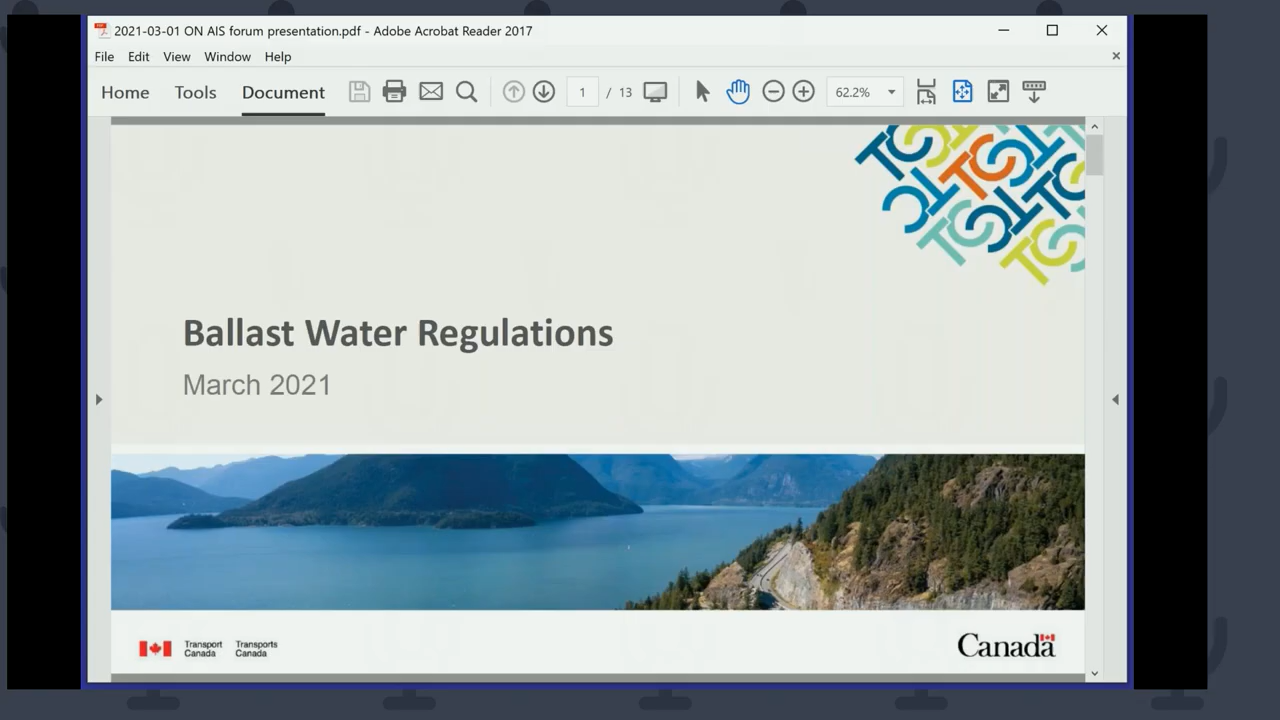 2021-03-01 ON AIS forum presentation.pdf - Adobe Acrobat Reader 2017
File Edit View Window Help
Home Tools Document 1 / 13 62.2%
Ballast Water Regulations
March 2021
Transport Transports
Canada Canada
Canada